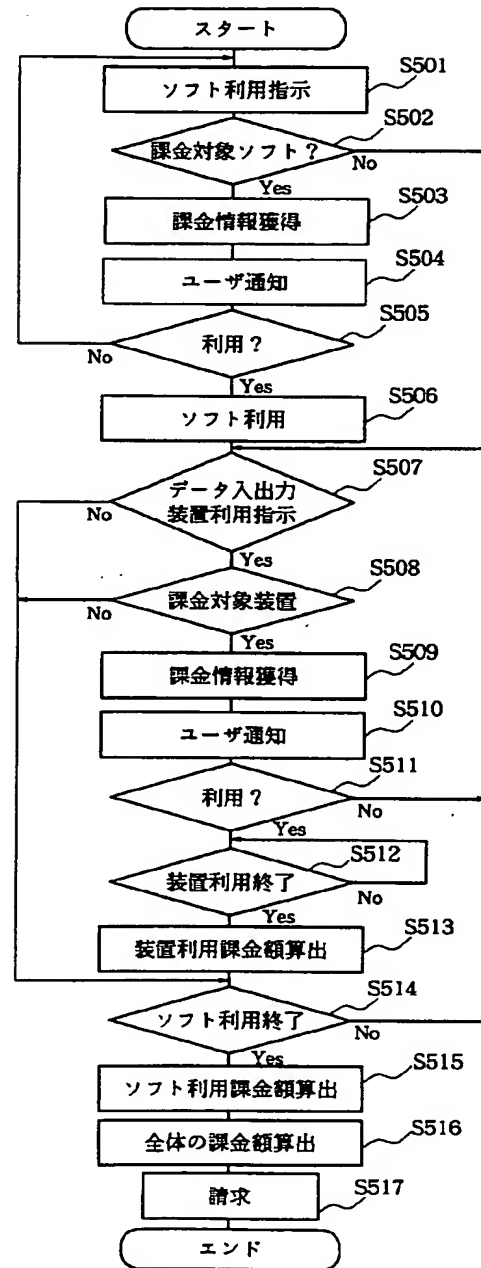 スタート
S501
ソフト利用指示
S502
課金対象ソフト？
No
Yes
S503
課金情報獲得
S504
ユーザ通知
S505
利用？
No
Yes
S506
ソフト利用
S507
データ入出力
装置利用指示
No
Yes
S508
課金対象装置
No
Yes
S509
課金情報獲得
S510
ユーザ通知
S511
利用？
No
Yes
S512
装置利用終了
No
Yes
S513
装置利用課金額算出
S514
ソフト利用終了
No
Yes
S515
ソフト利用課金額算出
S516
全体の課金額算出
S517
請求
エンド